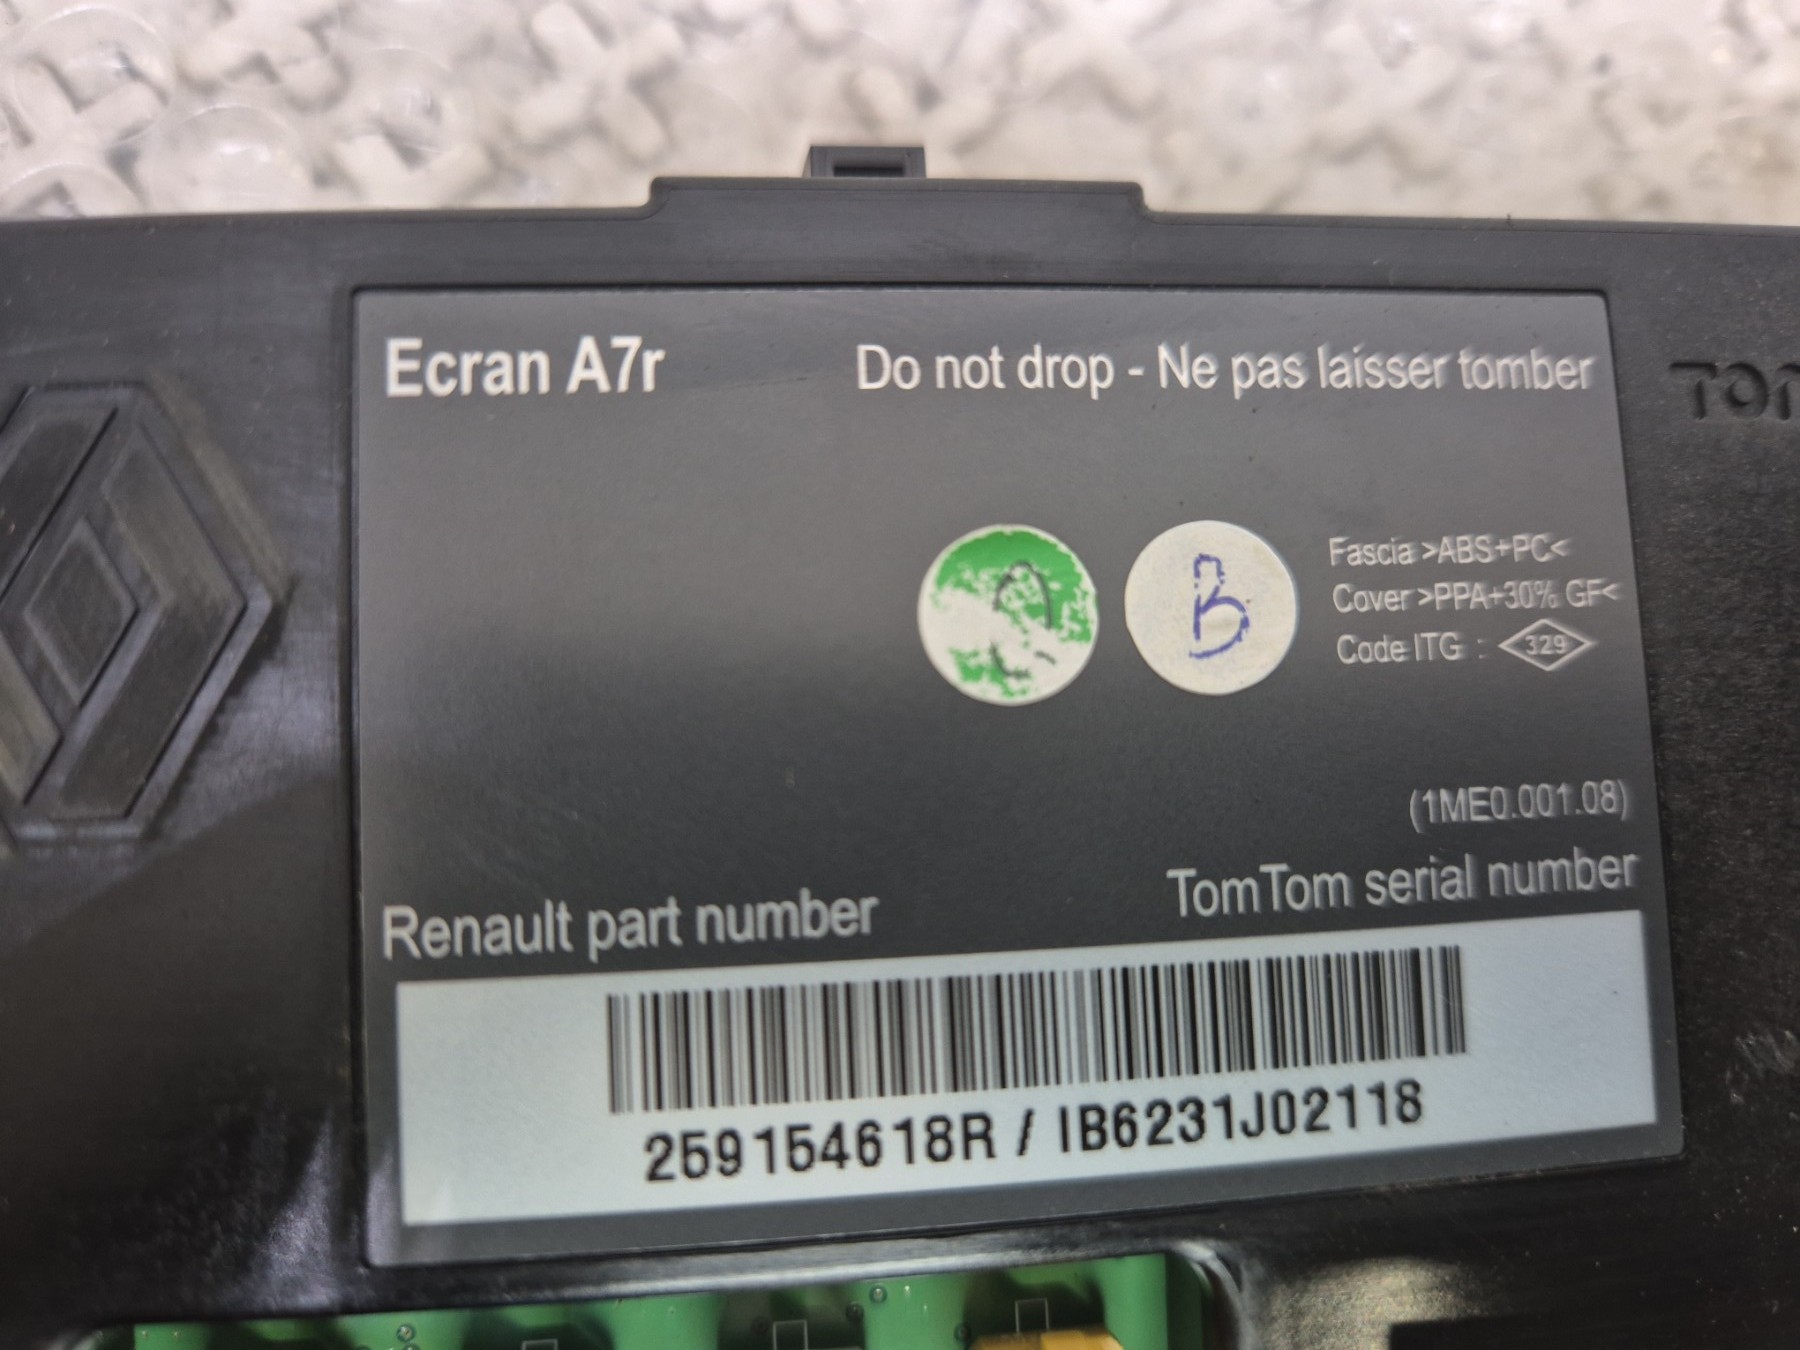 Ecran A7r
Do not drop - Ne pas laisser tomber
B
Fascia >ABS+PC<
Cover >PPA+30% GF<
Code ITG : 329
(1ME0.001.08)
Renault part number
TomTom serial number
259154618R / IB6231J02118